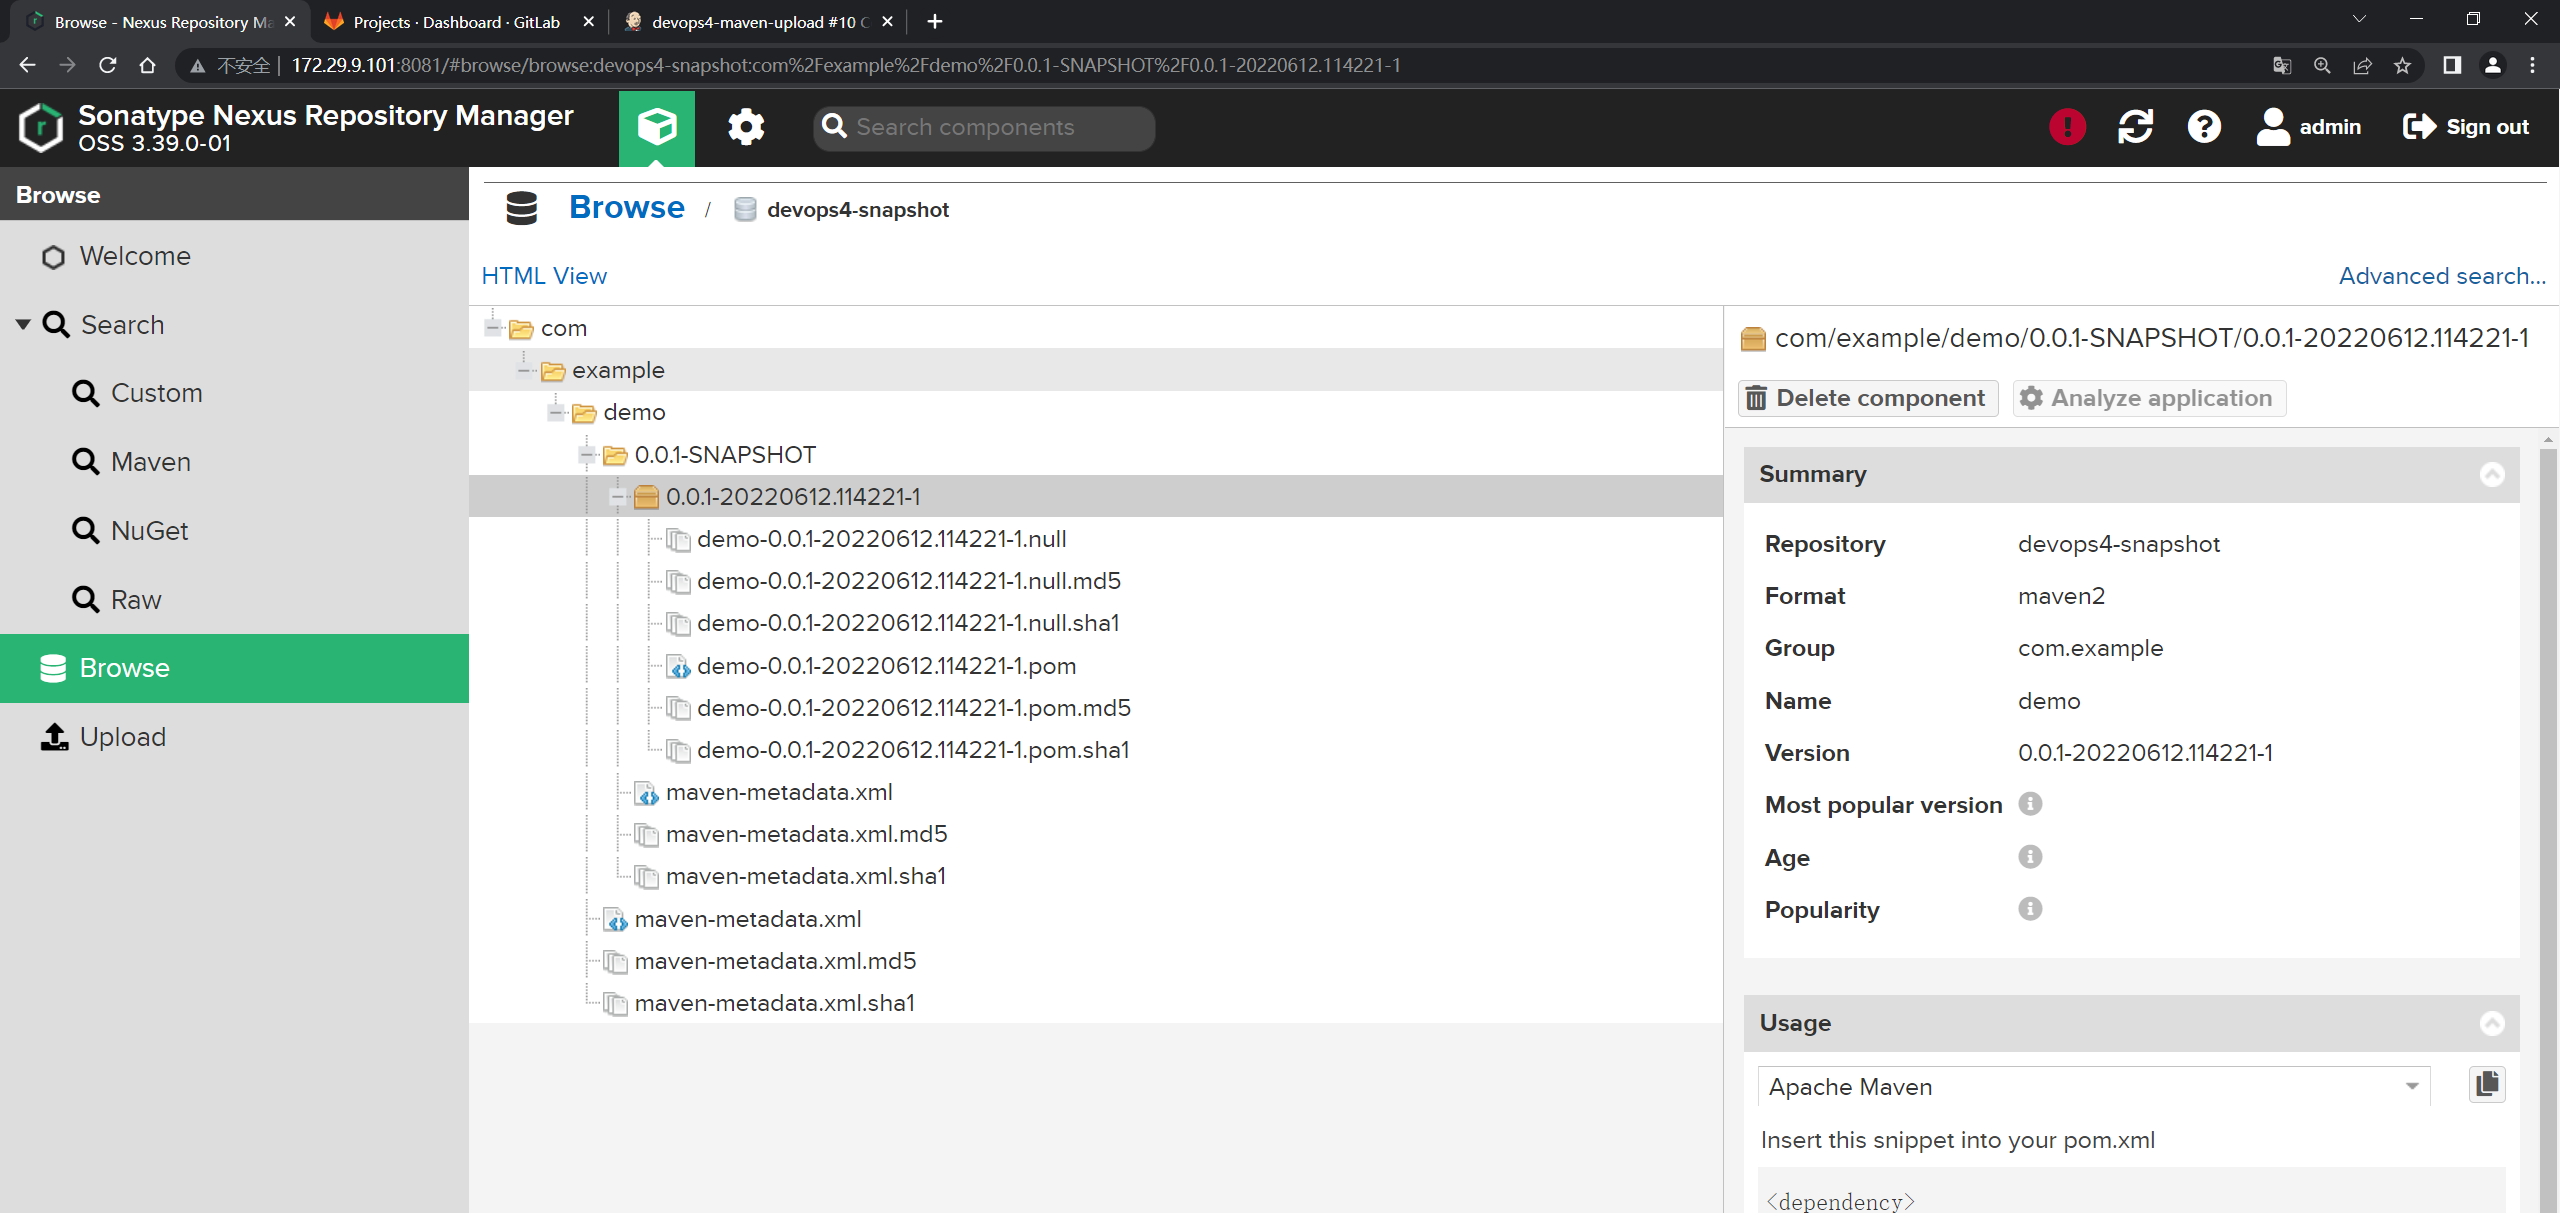 Browse - Nexus Repository Ma
Projects · Dashboard · GitLab
devops4-maven-upload #10 C
不安全
172.29.9.101:8081/#browse/browse:devops4-snapshot:com%2Fexample%2Fdemo%2F0.0.1-SNAPSHOT%2F0.0.1-20220612.114221-1
Sonatype Nexus Repository Manager
OSS 3.39.0-01
Search components
admin
Sign out
Browse
Welcome
Search
Custom
Maven
NuGet
Raw
Browse
Upload
Browse / devops4-snapshot
HTML View
Advanced search...
com
example
demo
0.0.1-SNAPSHOT
0.0.1-20220612.114221-1
demo-0.0.1-20220612.114221-1.null
demo-0.0.1-20220612.114221-1.null.md5
demo-0.0.1-20220612.114221-1.null.sha1
demo-0.0.1-20220612.114221-1.pom
demo-0.0.1-20220612.114221-1.pom.md5
demo-0.0.1-20220612.114221-1.pom.sha1
maven-metadata.xml
maven-metadata.xml.md5
maven-metadata.xml.sha1
maven-metadata.xml
maven-metadata.xml.md5
maven-metadata.xml.sha1
com/example/demo/0.0.1-SNAPSHOT/0.0.1-20220612.114221-1
Delete component
Analyze application
Summary
Repository devops4-snapshot
Format maven2
Group com.example
Name demo
Version 0.0.1-20220612.114221-1
Most popular version
Age
Popularity
Usage
Apache Maven
Insert this snippet into your pom.xml
<dependency>